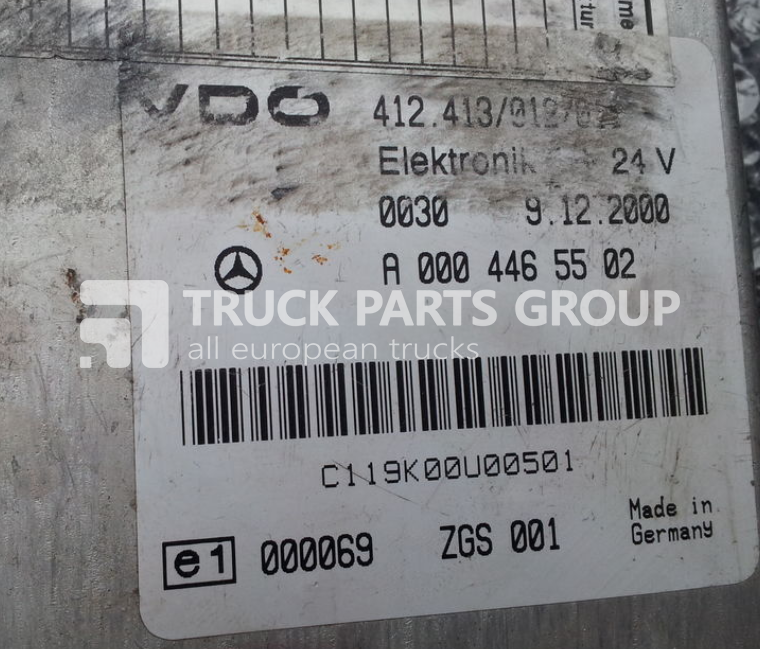 VDO
412.413/012/
Elektronik 24 V
0030 9.12.2000
A 000 446 55 02
TRUCK PARTS GROUP
all european trucks
C119K00U00501
e1 000069 ZGS 001
Made in
Germany